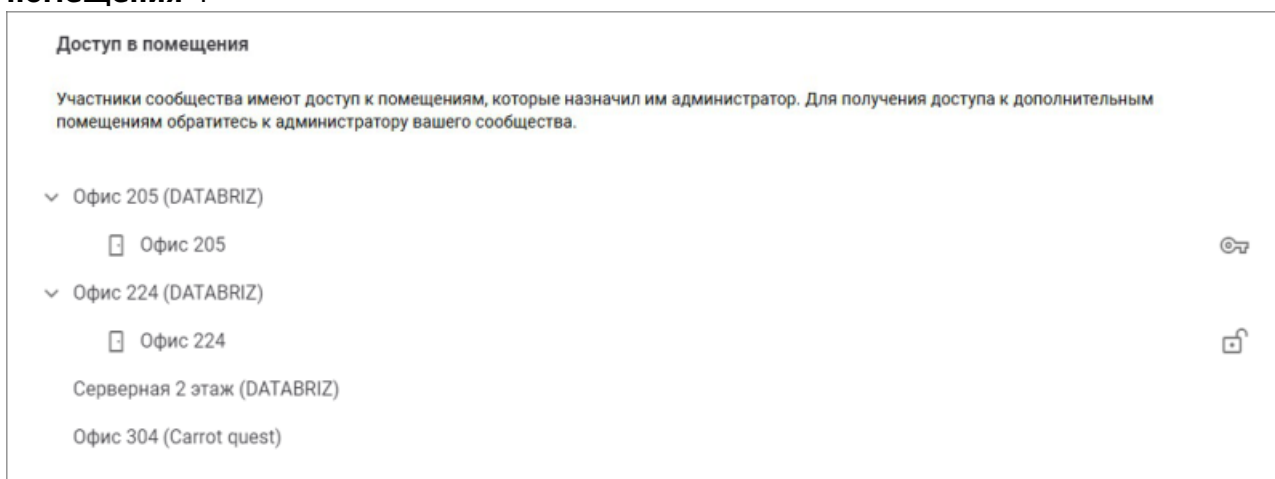 Доступ в помещения
Участники сообщества имеют доступ к помещениям, которые назначил им администратор. Для получения доступа к дополнительным
помещениям обратитесь к администратору вашего сообщества.
Офис 205 (DATABRIZ)
Офис 205
Офис 224 (DATABRIZ)
Офис 224
Серверная 2 этаж (DATABRIZ)
Офис 304 (Carrot quest)